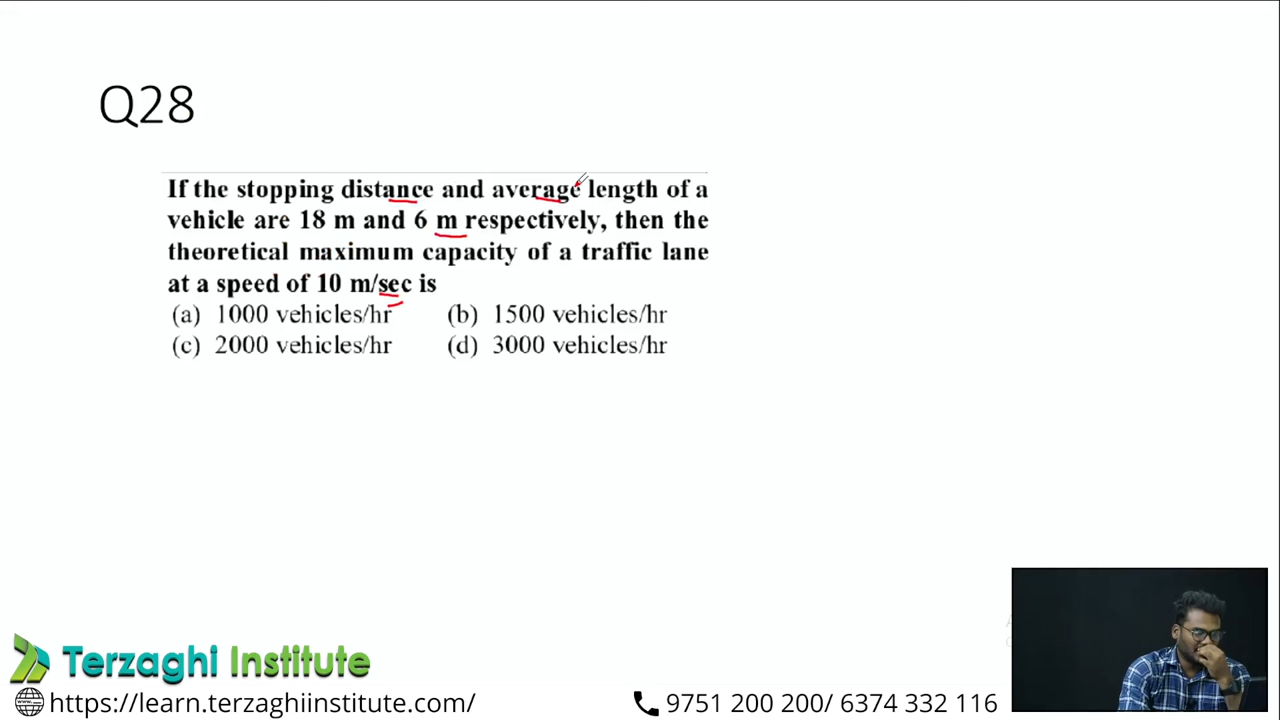 Q28
If the stopping distance and average length of a
vehicle are 18 m and 6 m respectively, then the
theoretical maximum capacity of a traffic lane
at a speed of 10 m/sec is
(a) 1000 vehicles/hr (b) 1500 vehicles/hr
(c) 2000 vehicles/hr (d) 3000 vehicles/hr
Terzaghi Institute
https://learn.terzaghiinstitute.com/ 9751 200 200/ 6374 332 116